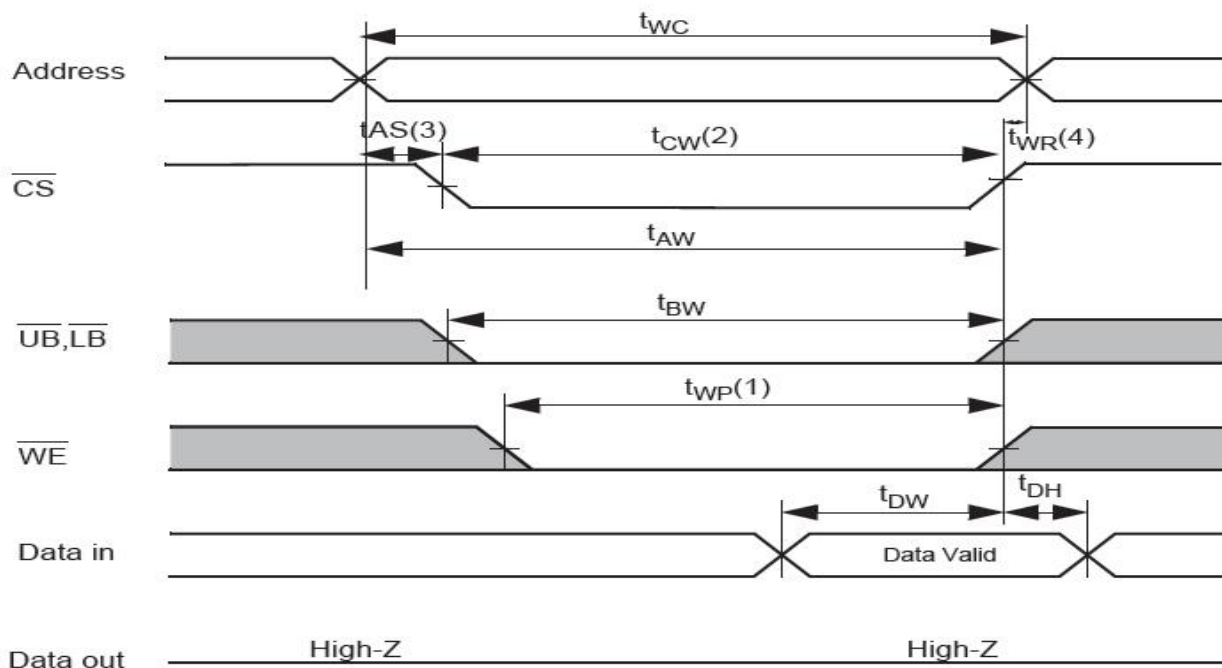 tWC
Address
tAS(3)
tCW(2)
tWR(4)
CS
tAW
tBW
UB,LB
tWP(1)
WE
tDW
tDH
Data in
Data Valid
High-Z
High-Z
Data out